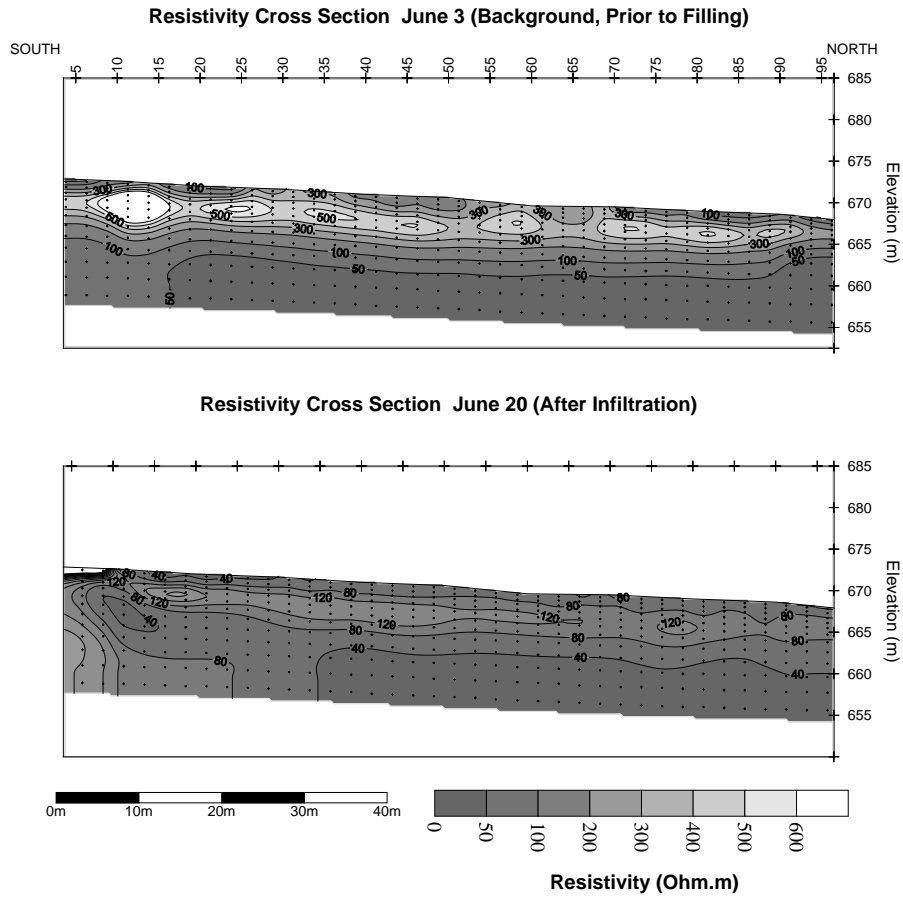 Resistivity Cross Section  June 3 (Background, Prior to Filling)
SOUTH
NORTH
-5 -10 -15 -20 -25 -30 -35 -40 -45 -50 -55 -60 -65 -70 -75 -80 -85 -90 -95
685
680
675
670
665
660
655
Elevation (m)
300 100 300 300 300 300 100
600 500 500 300 300 300
100 100 100 100
50 50 50 50
Resistivity Cross Section  June 20 (After Infiltration)
685
680
675
670
665
660
655
Elevation (m)
80 40 40 80 80 80
120 80 120 120 120 120 80
40 80 80 80
80 40 40 40
0m 10m 20m 30m 40m
0 50 100 200 300 400 500 600
Resistivity (Ohm.m)